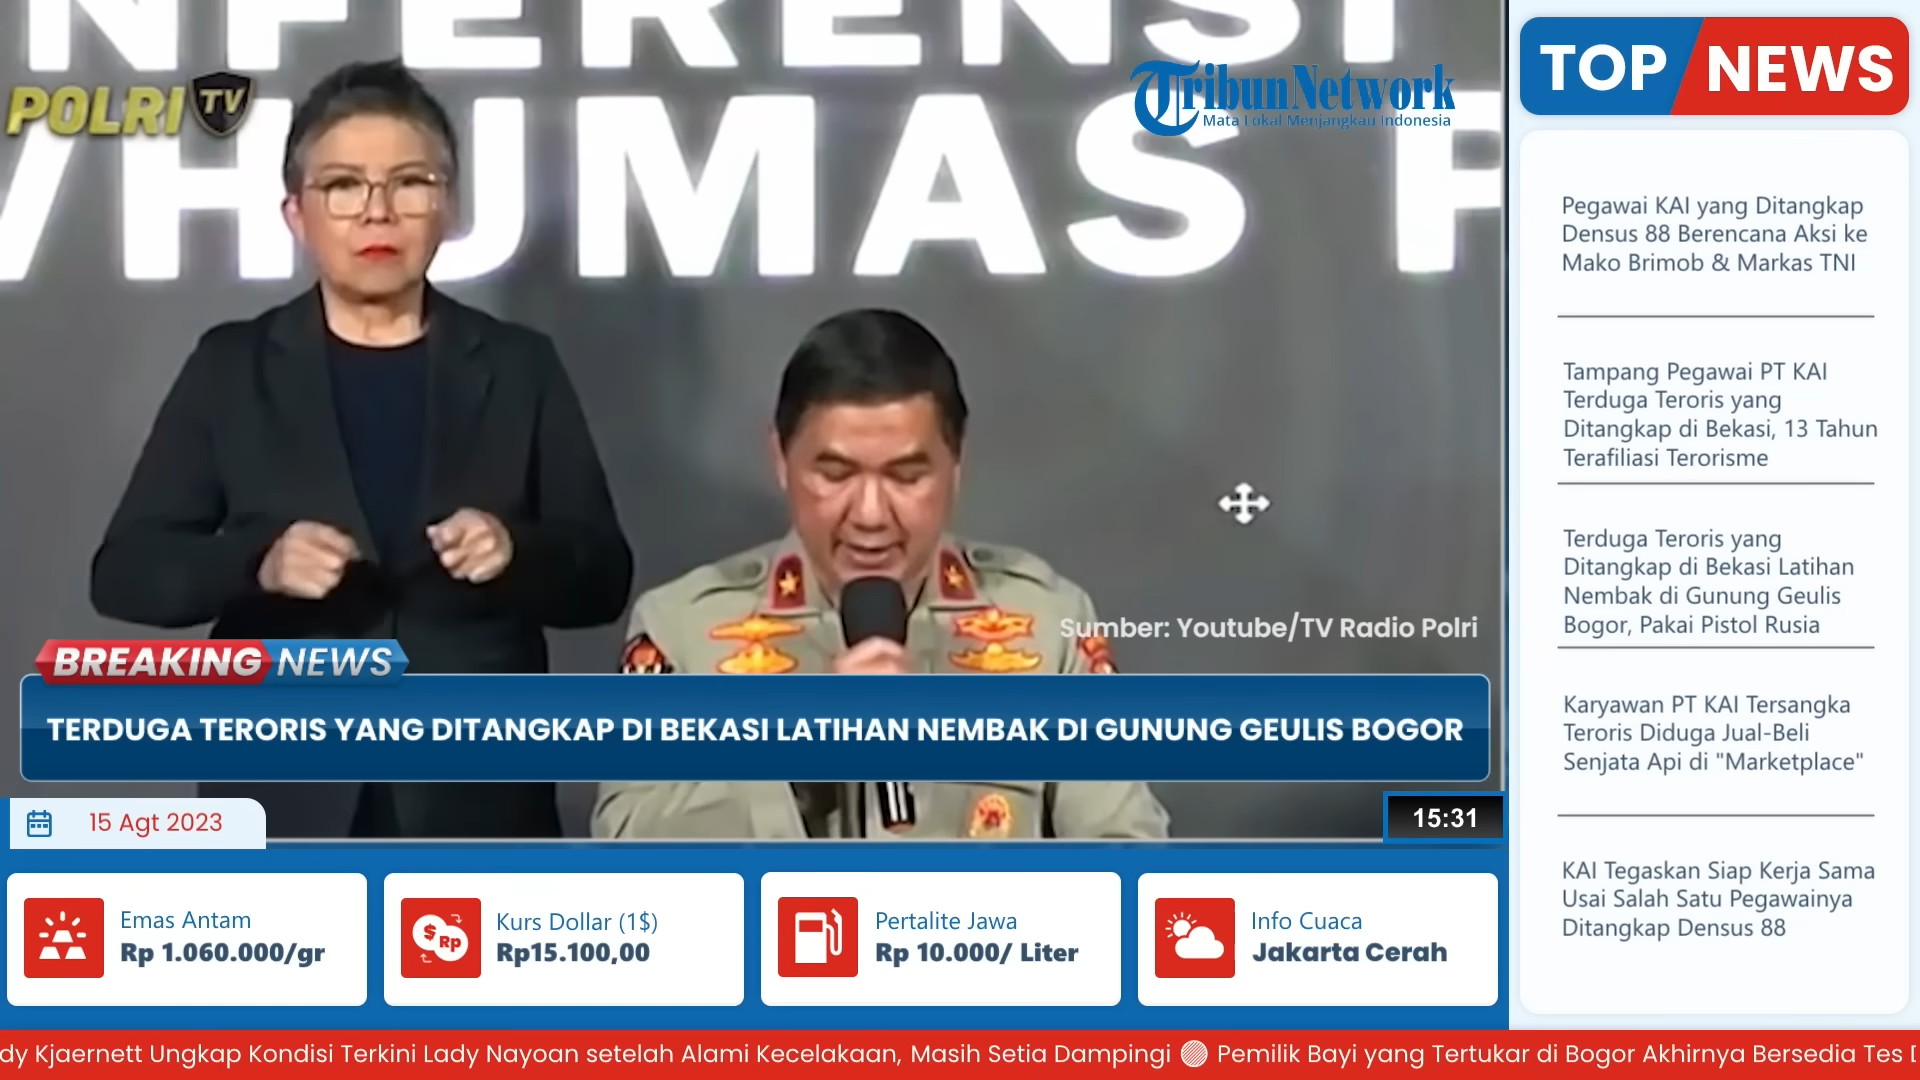 NFERENSI
POLRI TV
VHUMAS P
TribunNetwork
Mata Lokal Menjangkau Indonesia
Sumber: Youtube/TV Radio Polri
BREAKING NEWS
TERDUGA TERORIS YANG DITANGKAP DI BEKASI LATIHAN NEMBAK DI GUNUNG GEULIS BOGOR
15 Agt 2023
15:31
Emas Antam
Rp 1.060.000/gr
Kurs Dollar (1$)
Rp15.100,00
Pertalite Jawa
Rp 10.000/ Liter
Info Cuaca
Jakarta Cerah
TOP NEWS
Pegawai KAI yang Ditangkap
Densus 88 Berencana Aksi ke
Mako Brimob & Markas TNI
Tampang Pegawai PT KAI
Terduga Teroris yang
Ditangkap di Bekasi, 13 Tahun
Terafiliasi Terorisme
Terduga Teroris yang
Ditangkap di Bekasi Latihan
Nembak di Gunung Geulis
Bogor, Pakai Pistol Rusia
Karyawan PT KAI Tersangka
Teroris Diduga Jual-Beli
Senjata Api di "Marketplace"
KAI Tegaskan Siap Kerja Sama
Usai Salah Satu Pegawainya
Ditangkap Densus 88
dy Kjaernett Ungkap Kondisi Terkini Lady Nayoan setelah Alami Kecelakaan, Masih Setia Dampingi Pemilik Bayi yang Tertukar di Bogor Akhirnya Bersedia Tes